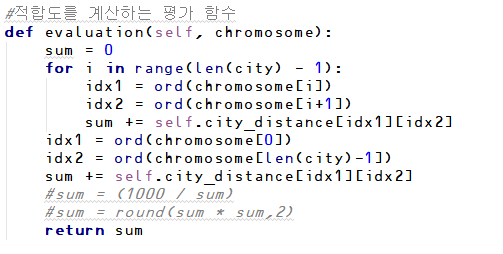 #적합도를 계산하는 평가 함수
def evaluation(self, chromosome):
    sum = 0
    for i in range(len(city) - 1):
        idx1 = ord(chromosome[i])
        idx2 = ord(chromosome[i+1])
        sum += self.city_distance[idx1][idx2]
    idx1 = ord(chromosome[0])
    idx2 = ord(chromosome[len(city)-1])
    sum += self.city_distance[idx1][idx2]
    #sum = (1000 / sum)
    #sum = round(sum * sum,2)
    return sum